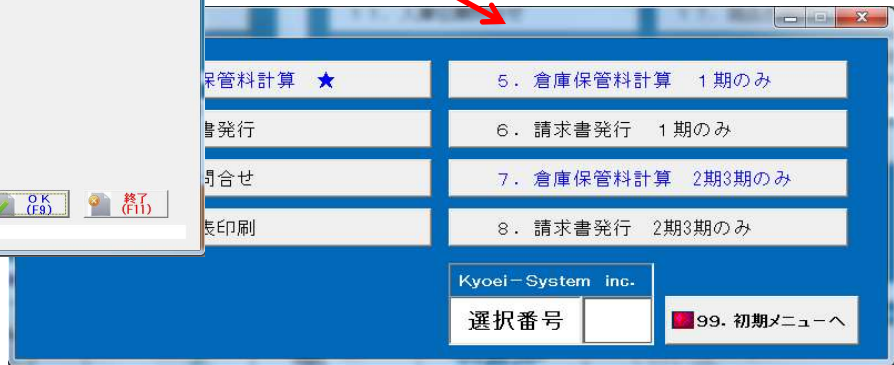 保管料計算 ★
5. 倉庫保管料計算 1期のみ
書発行
6. 請求書発行 1期のみ
問合せ
7. 倉庫保管料計算 2期3期のみ
表印刷
8. 請求書発行 2期3期のみ
OK
(F9)
終了
(F11)
Kyoei-System inc.
選択番号
99. 初期メニューへ